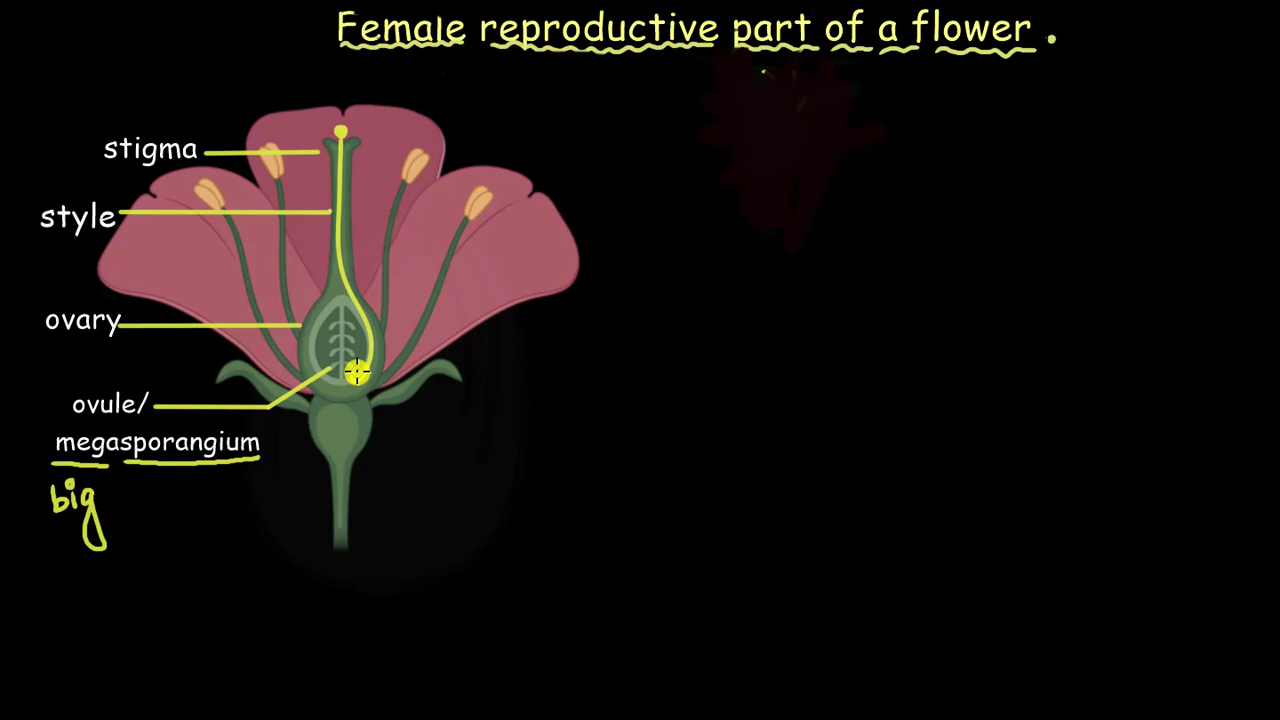 Female reproductive part of a flower.
stigma
style
ovary
ovule/
megasporangium
big